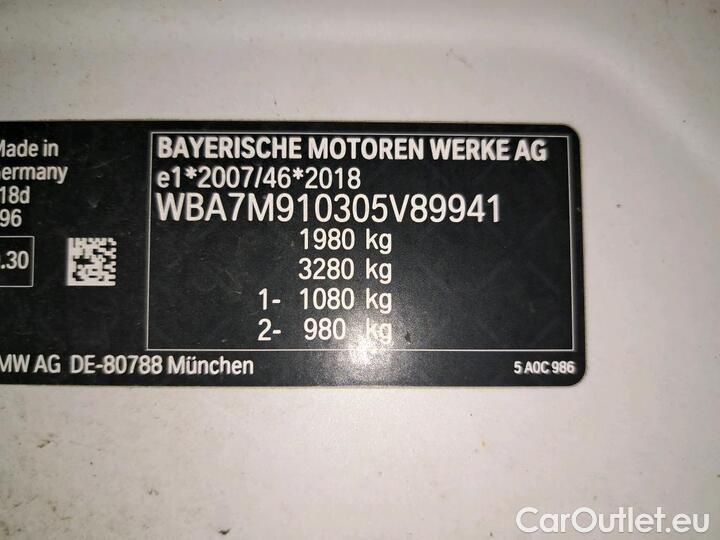 Made in
Germany
18d
96
.30
BAYERISCHE MOTOREN WERKE AG
e1*2007/46*2018
WBA7M910305V89941
1980 kg
3280 kg
1- 1080 kg
2- 980 kg
MW AG DE-80788 München
5 A0C 986
CarOutlet.eu